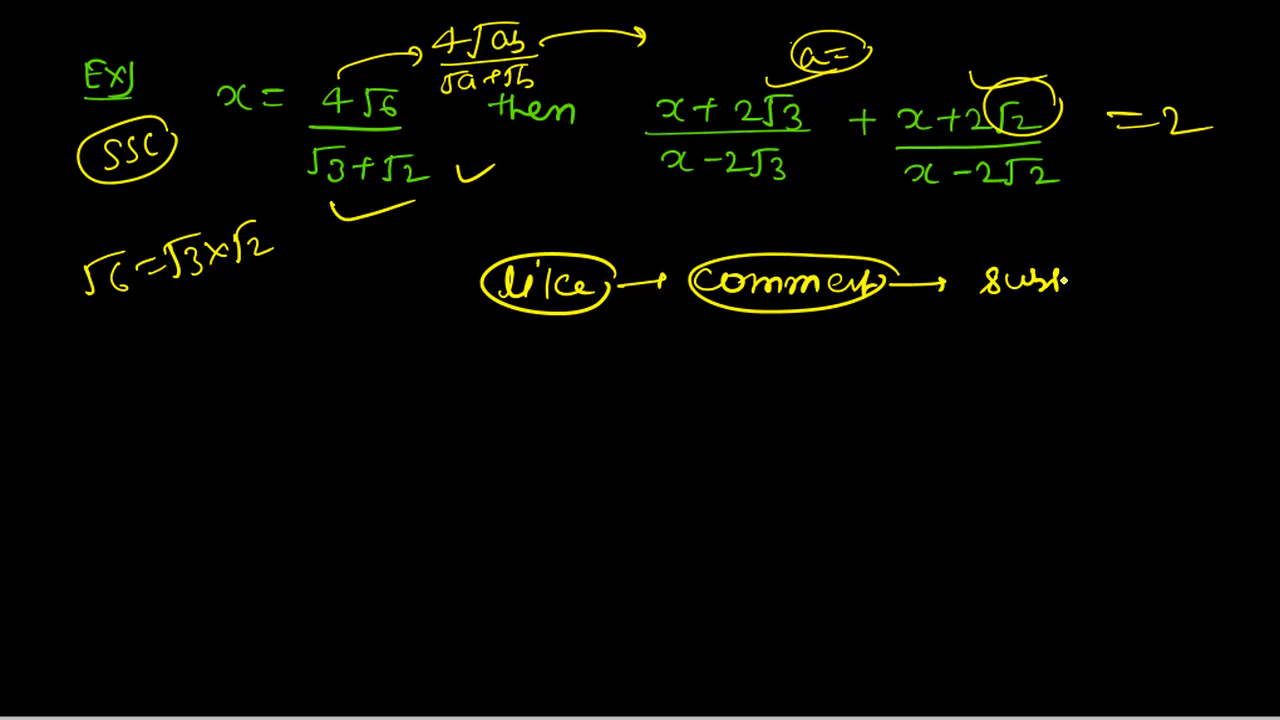 Ex)
SSC
x = 4√6 / √3+√2 → 4√ab / √a+√b →
then
x+2√3 / x-2√3 + x+2√2 / x-2√2 = 2
a=
√6=√3×√2
like → comment →